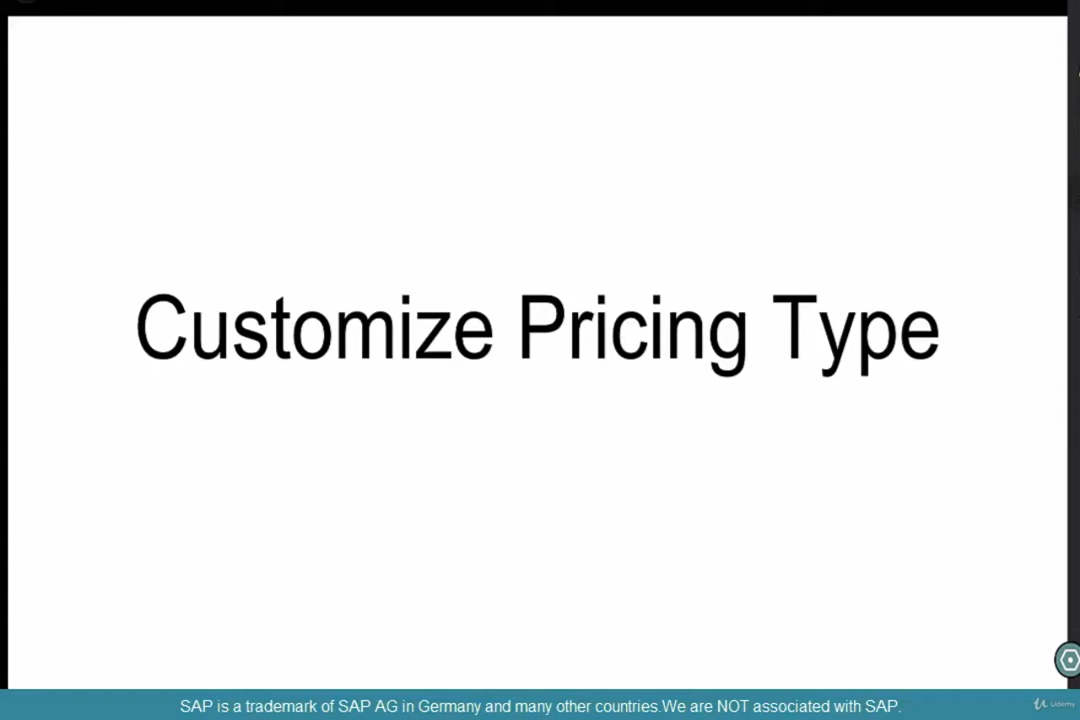 Customize Pricing Type
SAP is a trademark of SAP AG in Germany and many other countries.We are NOT associated with SAP.
Udemy